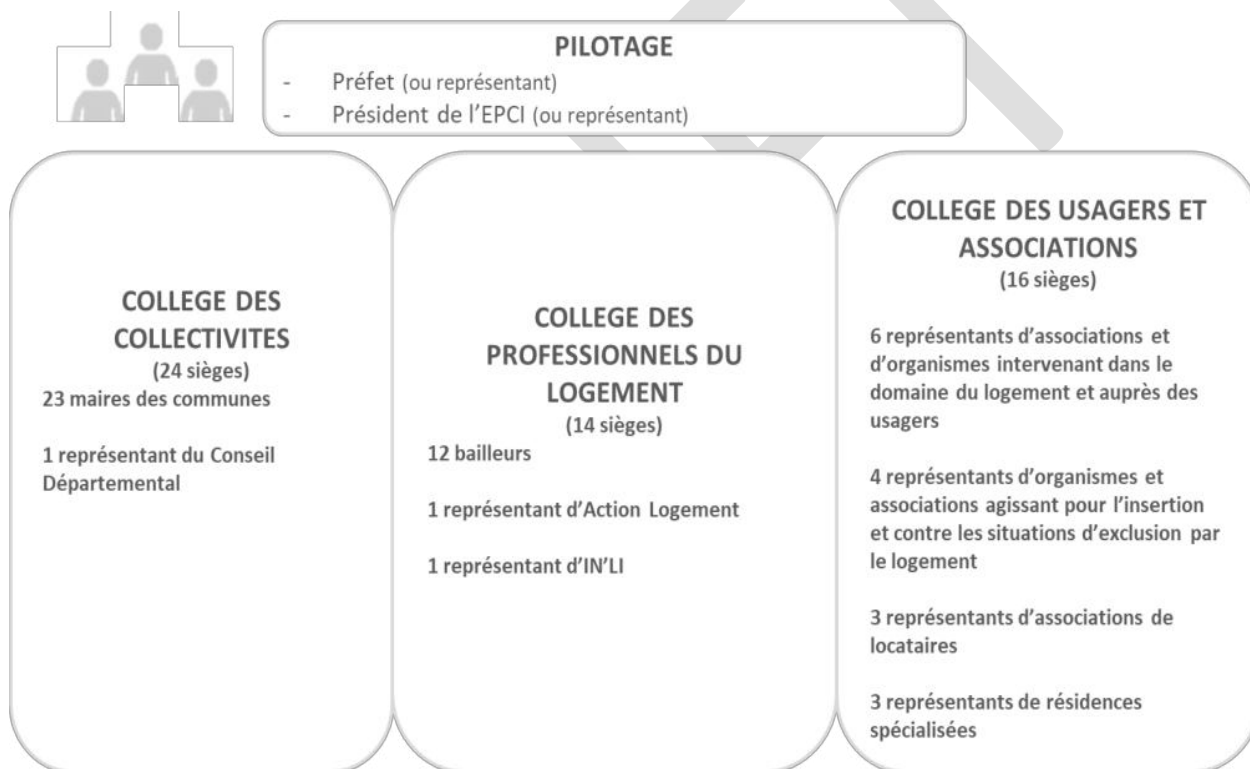 PILOTAGE
- Préfet (ou représentant)
- Président de l'EPCI (ou représentant)
COLLEGE DES
COLLECTIVITES
(24 sièges)
23 maires des communes
1 représentant du Conseil
Départemental
COLLEGE DES
PROFESSIONNELS DU
LOGEMENT
(14 sièges)
12 bailleurs
1 représentant d'Action Logement
1 représentant d'IN'LI
COLLEGE DES USAGERS ET
ASSOCIATIONS
(16 sièges)
6 représentants d'associations et
d'organismes intervenant dans le
domaine du logement et auprès des
usagers
4 représentants d'organismes et
associations agissant pour l'insertion
et contre les situations d'exclusion par
le logement
3 représentants d'associations de
locataires
3 représentants de résidences
spécialisées